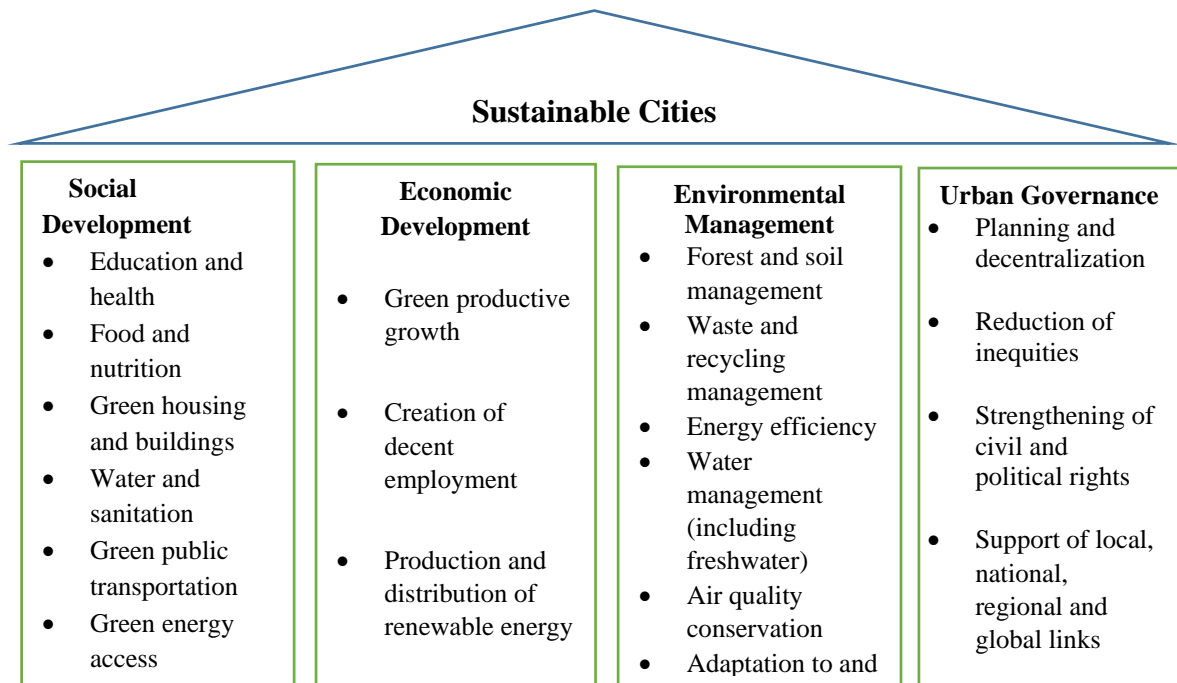 Sustainable Cities
Social
Development
• Education and
health
• Food and
nutrition
• Green housing
and buildings
• Water and
sanitation
• Green public
transportation
• Green energy
access
Economic
Development
• Green productive
growth
• Creation of
decent
employment
• Production and
distribution of
renewable energy
Environmental
Management
• Forest and soil
management
• Waste and
recycling
management
• Energy efficiency
• Water
management
(including
freshwater)
• Air quality
conservation
• Adaptation to and
Urban Governance
• Planning and
decentralization
• Reduction of
inequities
• Strengthening of
civil and
political rights
• Support of local,
national,
regional and
global links